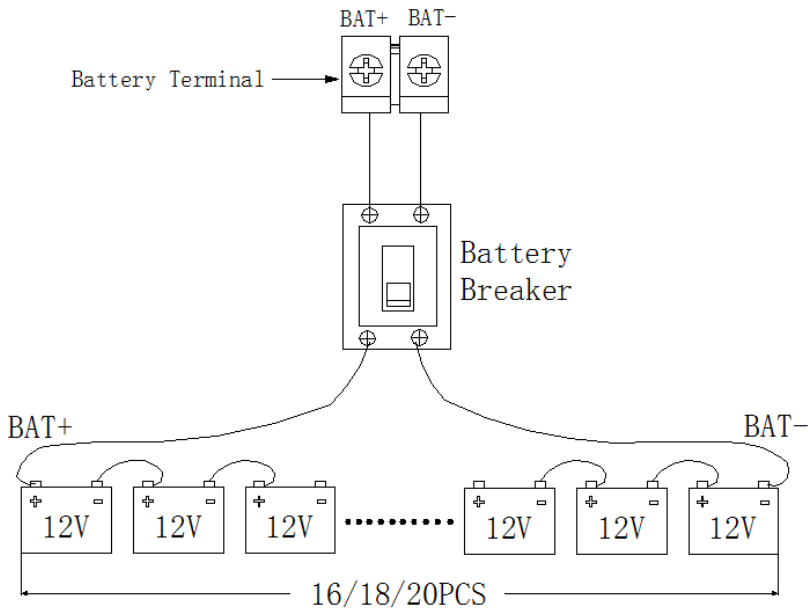 BAT+ BAT-
Battery Terminal
Battery
Breaker
BAT+
BAT-
+ - + - + - + - + - + -
12V 12V 12V 12V 12V 12V
16/18/20PCS